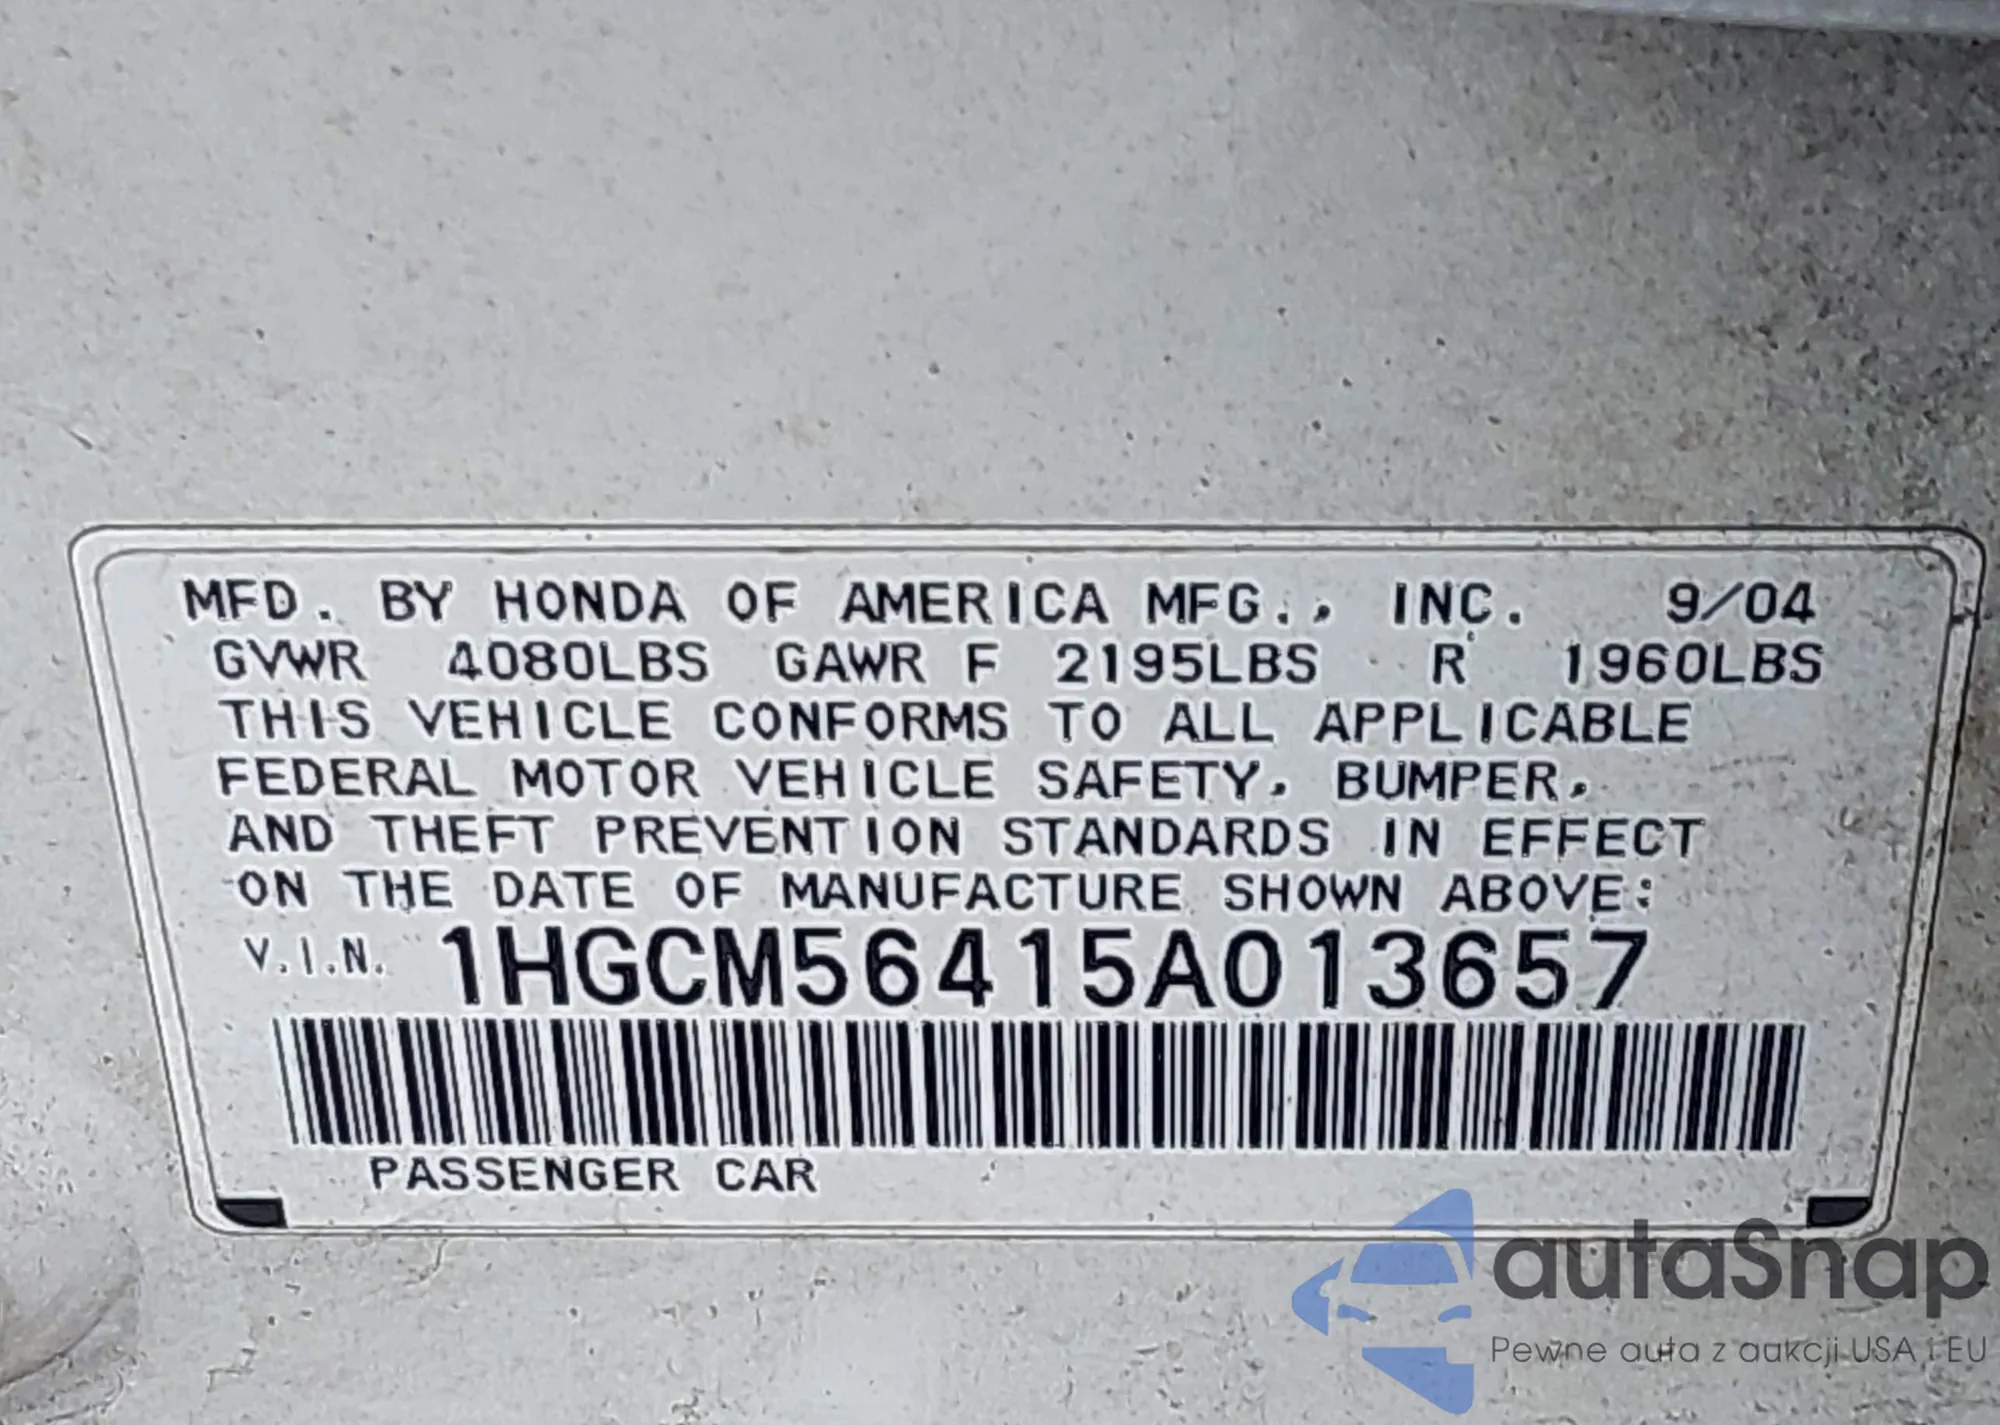 MFD. BY HONDA OF AMERICA MFG., INC. 9/04
GVWR 4080LBS GAWR F 2195LBS R 1960LBS
THIS VEHICLE CONFORMS TO ALL APPLICABLE
FEDERAL MOTOR VEHICLE SAFETY, BUMPER,
AND THEFT PREVENTION STANDARDS IN EFFECT
ON THE DATE OF MANUFACTURE SHOWN ABOVE:
V.I.N. 1HGCM56415A013657
PASSENGER CAR
autaSnap
Pewne auta z aukcji USA i EU